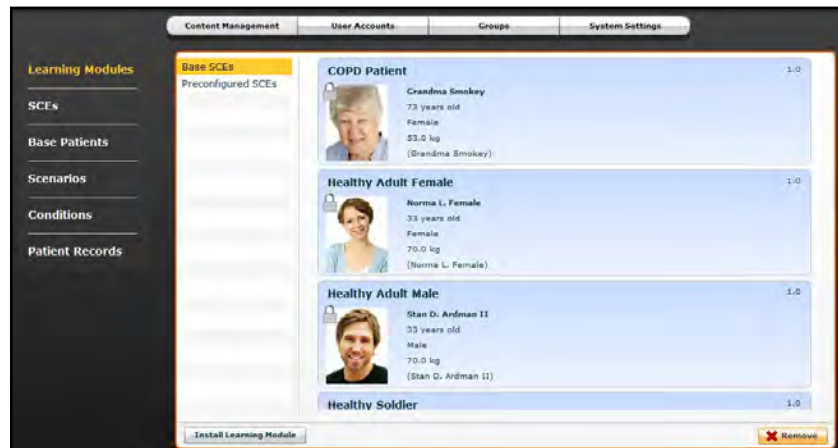 Content Management
User Accounts
Groups
System Settings
Learning Modules
SCEs
Base Patients
Scenarios
Conditions
Patient Records
Base SCEs
Preconfigured SCEs
COPD Patient
1.0
Grandma Smokey
73 years old
Female
53.0 kg
(Grandma Smokey)
Healthy Adult Female
1.0
Norma L. Female
33 years old
Female
70.0 kg
(Norma L. Female)
Healthy Adult Male
1.0
Stan D. Ardman II
33 years old
Male
70.0 kg
(Stan D. Ardman II)
Healthy Soldier
1.0
Install Learning Module
Remove